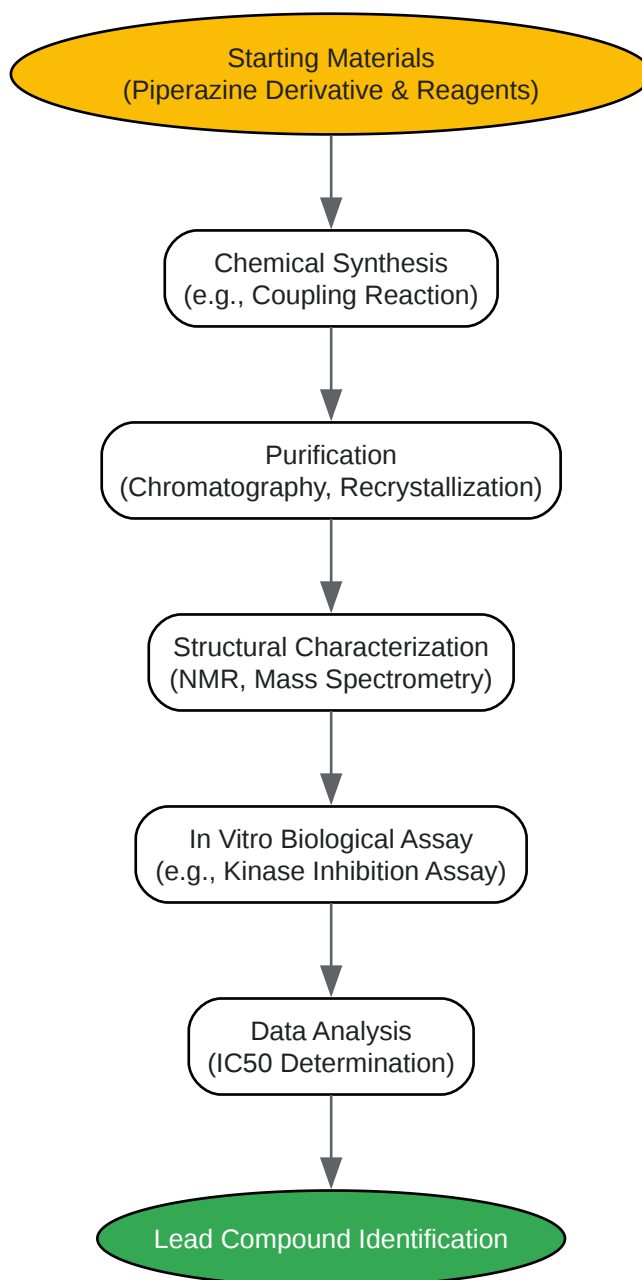 Starting Materials
(Piperazine Derivative & Reagents)
Chemical Synthesis
(e.g., Coupling Reaction)
Purification
(Chromatography, Recrystallization)
Structural Characterization
(NMR, Mass Spectrometry)
In Vitro Biological Assay
(e.g., Kinase Inhibition Assay)
Data Analysis
(IC50 Determination)
Lead Compound Identification